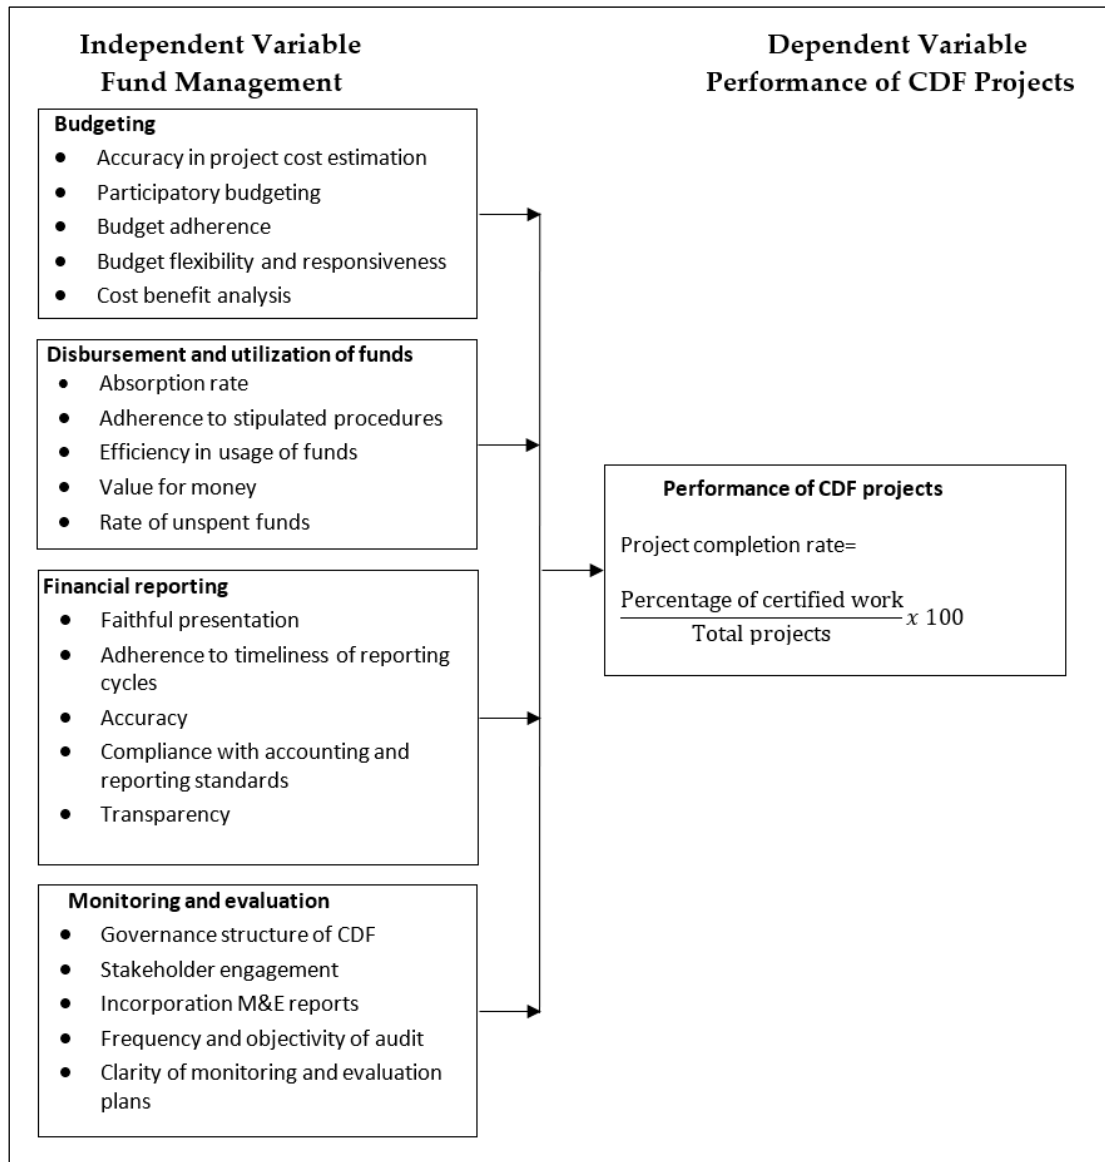 Independent Variable
Fund Management
Dependent Variable
Performance of CDF Projects
Budgeting
● Accuracy in project cost estimation
● Participatory budgeting
● Budget adherence
● Budget flexibility and responsiveness
● Cost benefit analysis
Disbursement and utilization of funds
● Absorption rate
● Adherence to stipulated procedures
● Efficiency in usage of funds
● Value for money
● Rate of unspent funds
Financial reporting
● Faithful presentation
● Adherence to timeliness of reporting
cycles
● Accuracy
● Compliance with accounting and
reporting standards
● Transparency
Monitoring and evaluation
● Governance structure of CDF
● Stakeholder engagement
● Incorporation M&E reports
● Frequency and objectivity of audit
● Clarity of monitoring and evaluation
plans
Performance of CDF projects
Project completion rate=
Percentage of certified work
Total projects
x 100